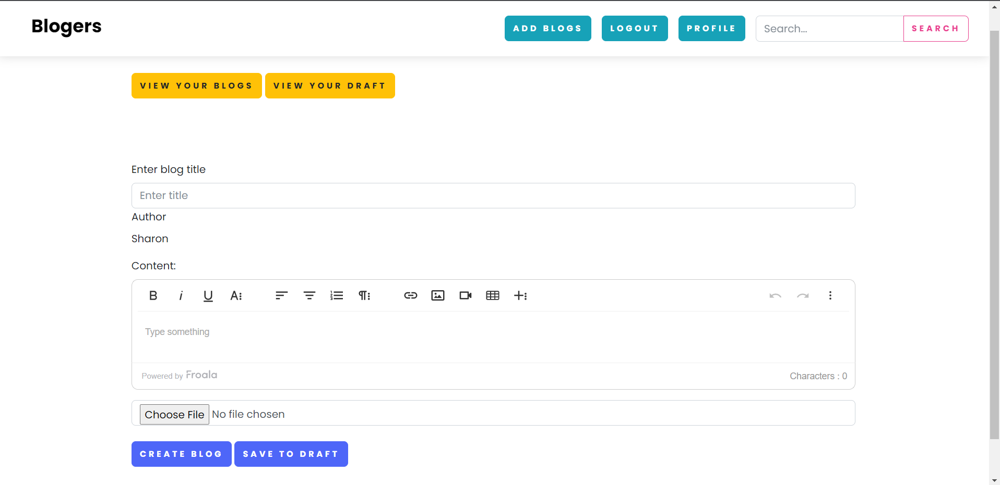 Blogers
ADD BLOGS LOGOUT PROFILE Search... SEARCH
VIEW YOUR BLOGS VIEW YOUR DRAFT
Enter blog title
Enter title
Author
Sharon
Content:
B i U A
Type something
Powered by Froala Characters : 0
Choose File No file chosen
CREATE BLOG SAVE TO DRAFT